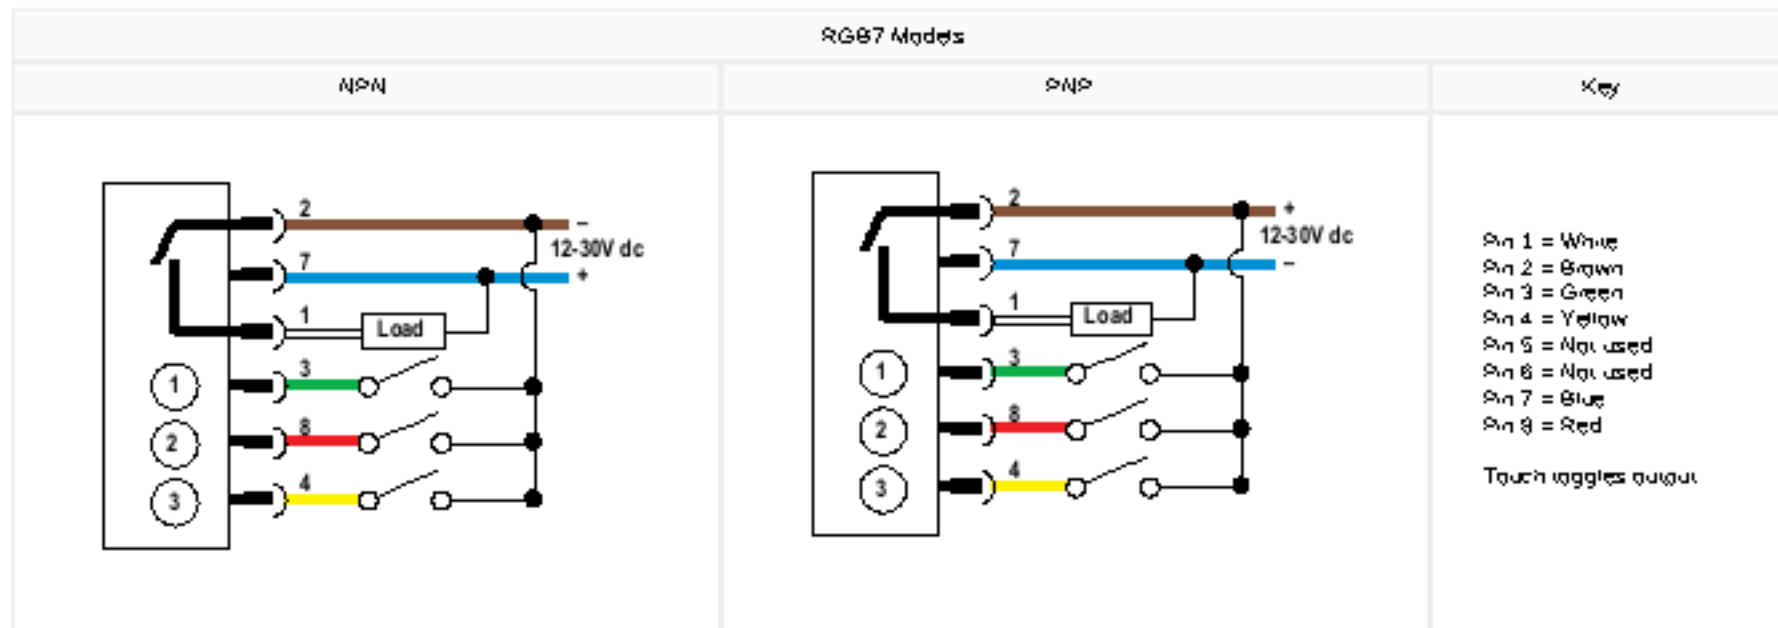 RGB7 Models
NPN
PNP
Key
2
–
12-30V dc
7
+
1
Load
1
3
2
8
3
4
2
+
12-30V dc
7
–
1
Load
1
3
2
8
3
4
Pin 1 = White
Pin 2 = Brown
Pin 3 = Green
Pin 4 = Yellow
Pin 5 = Not used
Pin 6 = Not used
Pin 7 = Blue
Pin 8 = Red
Touch toggles output